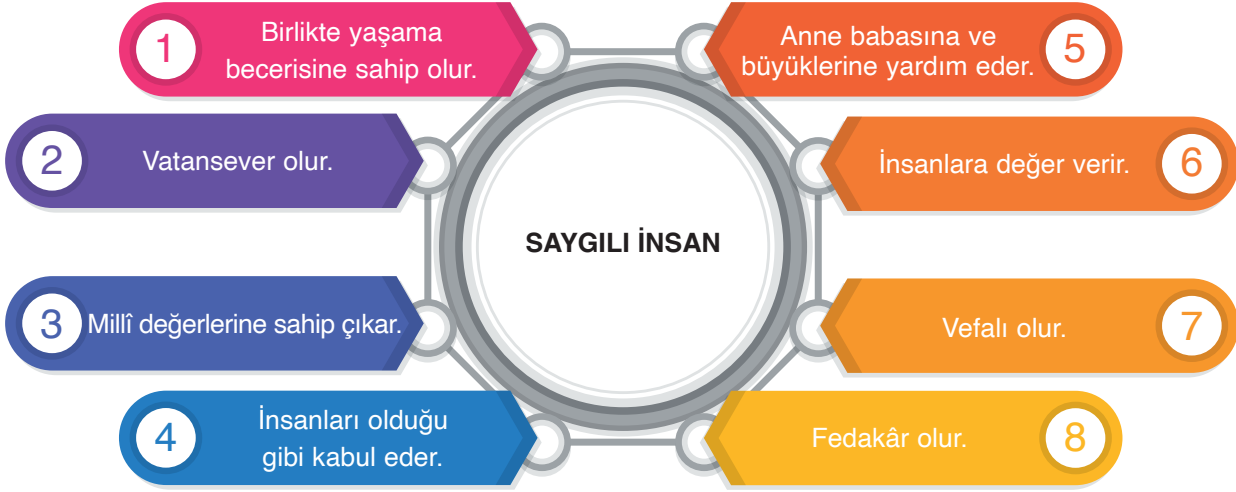 1
Birlikte yaşama
becerisine sahip olur.
2
Vatansever olur.
3
Millî değerlerine sahip çıkar.
4
İnsanları olduğu
gibi kabul eder.
SAYGILI İNSAN
Anne babasına ve
büyüklerine yardım eder.
5
İnsanlara değer verir.
6
Vefalı olur.
7
Fedakâr olur.
8